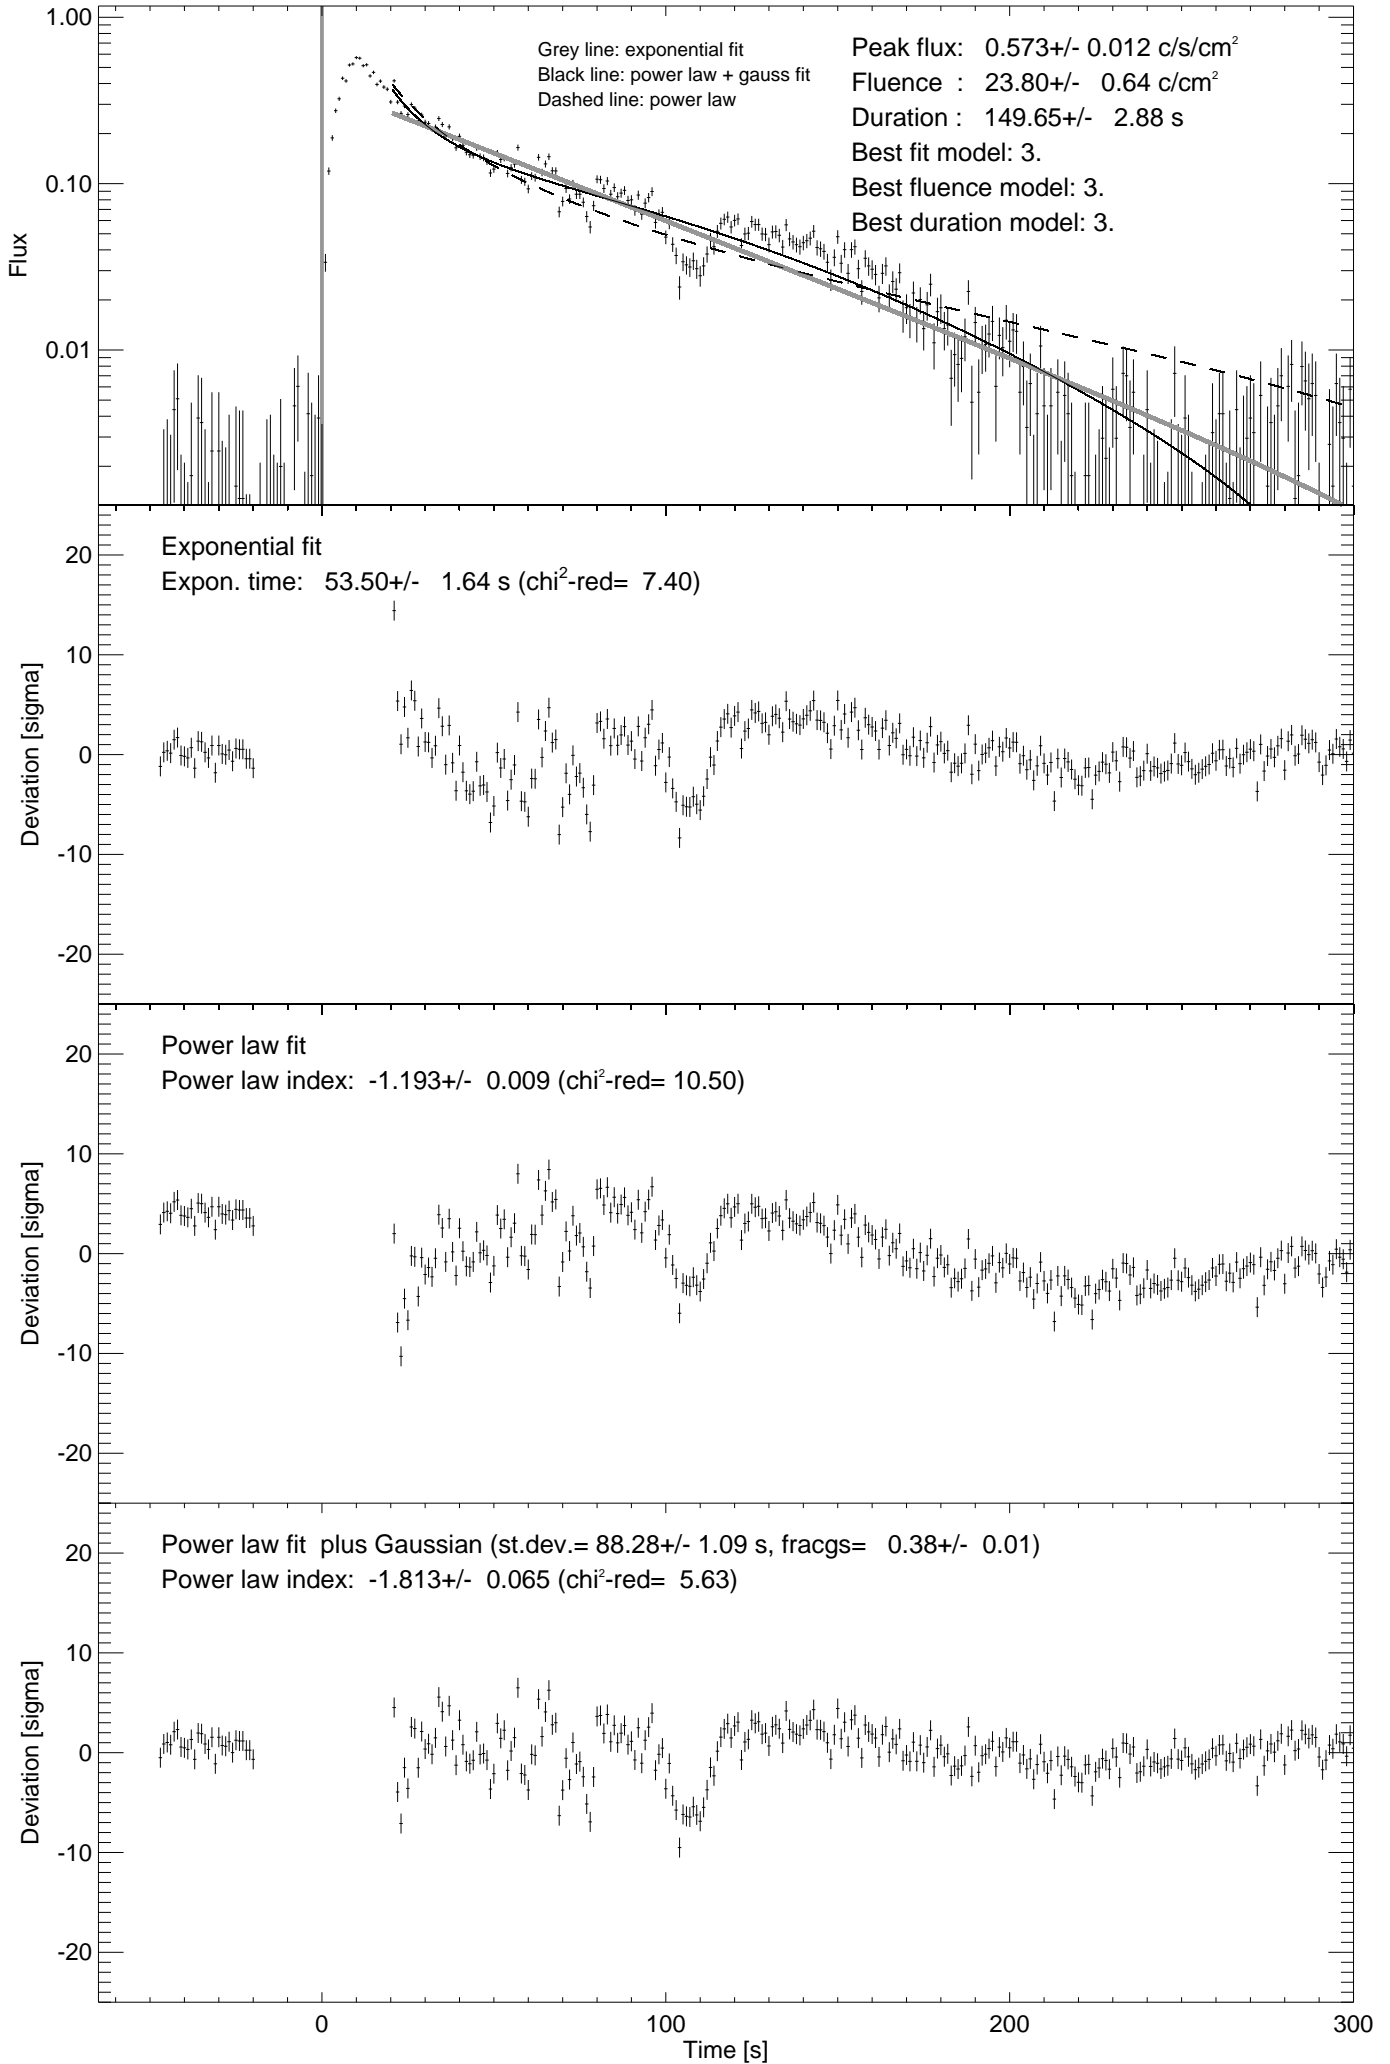 1.00
0.10
0.01
Flux
Grey line: exponential fit
Black line: power law + gauss fit
Dashed line: power law
Peak flux: 0.573+/- 0.012 c/s/cm²
Fluence : 23.80+/- 0.64 c/cm²
Duration : 149.65+/- 2.88 s
Best fit model: 3.
Best fluence model: 3.
Best duration model: 3.
Exponential fit
Expon. time: 53.50+/- 1.64 s (chi²-red= 7.40)
20
10
0
-10
-20
Deviation [sigma]
Power law fit
Power law index: -1.193+/- 0.009 (chi²-red= 10.50)
20
10
0
-10
-20
Deviation [sigma]
Power law fit plus Gaussian (st.dev.= 88.28+/- 1.09 s, fracgs= 0.38+/- 0.01)
Power law index: -1.813+/- 0.065 (chi²-red= 5.63)
20
10
0
-10
-20
Deviation [sigma]
0 100 200 300
Time [s]